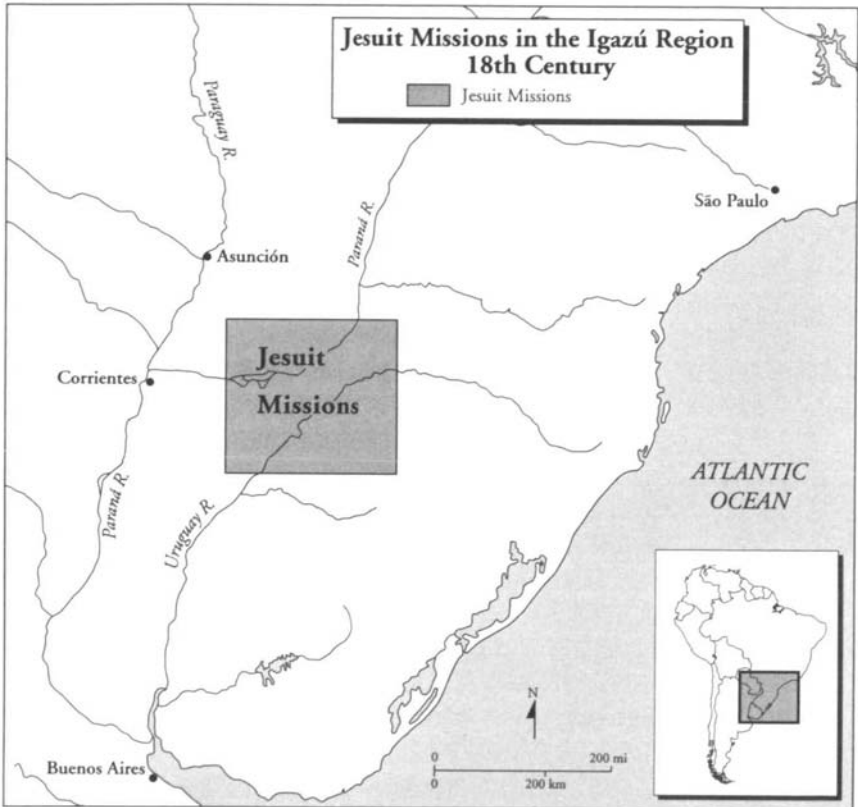 Jesuit Missions in the Igazú Region
18th Century
Jesuit Missions
Paraguay R.
Paraná R.
São Paulo
Asunción
Jesuit
Missions
Corrientes
Paraná R.
Uruguay R.
ATLANTIC
OCEAN
N
0 200 mi
0 200 km
Buenos Aires